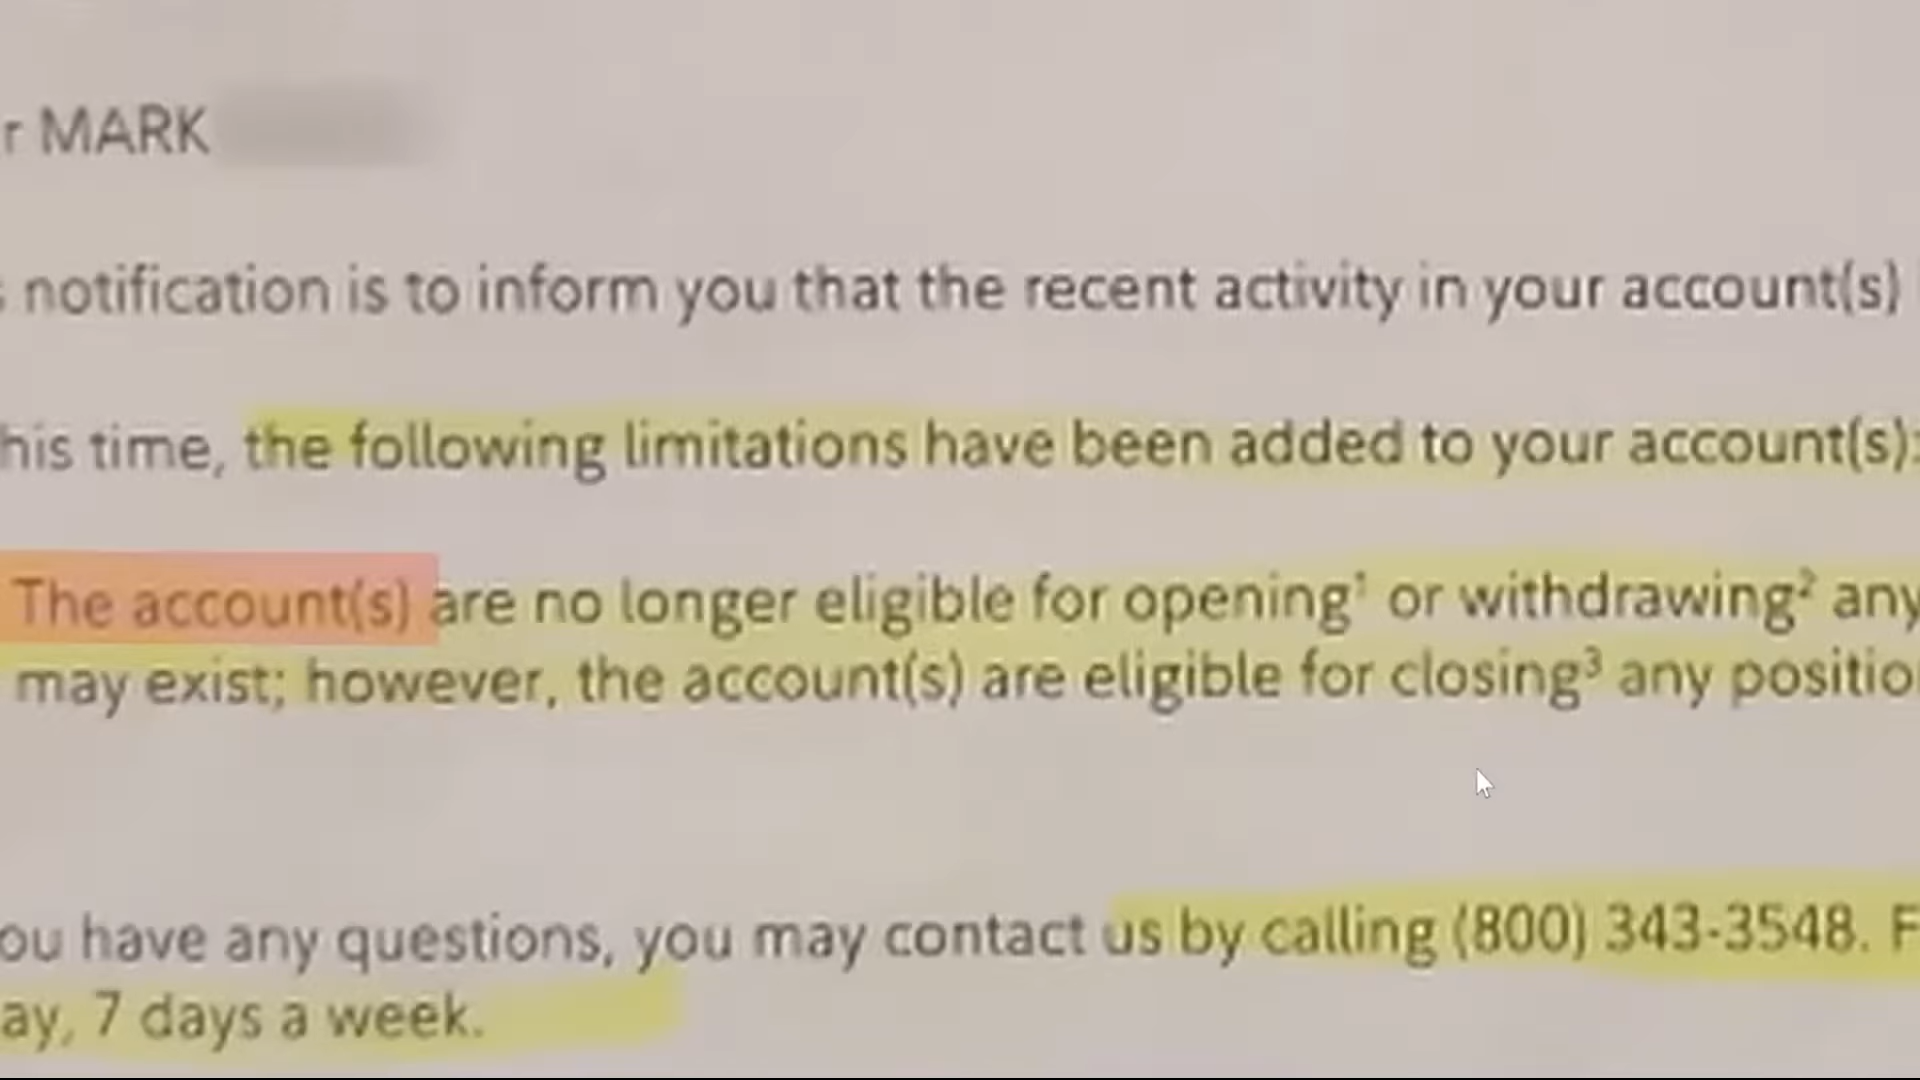 r MARK
s notification is to inform you that the recent activity in your account(s)
his time, the following limitations have been added to your account(s):
The account(s) are no longer eligible for opening¹ or withdrawing² any
may exist; however, the account(s) are eligible for closing³ any positio
ou have any questions, you may contact us by calling (800) 343-3548. F
ay, 7 days a week.